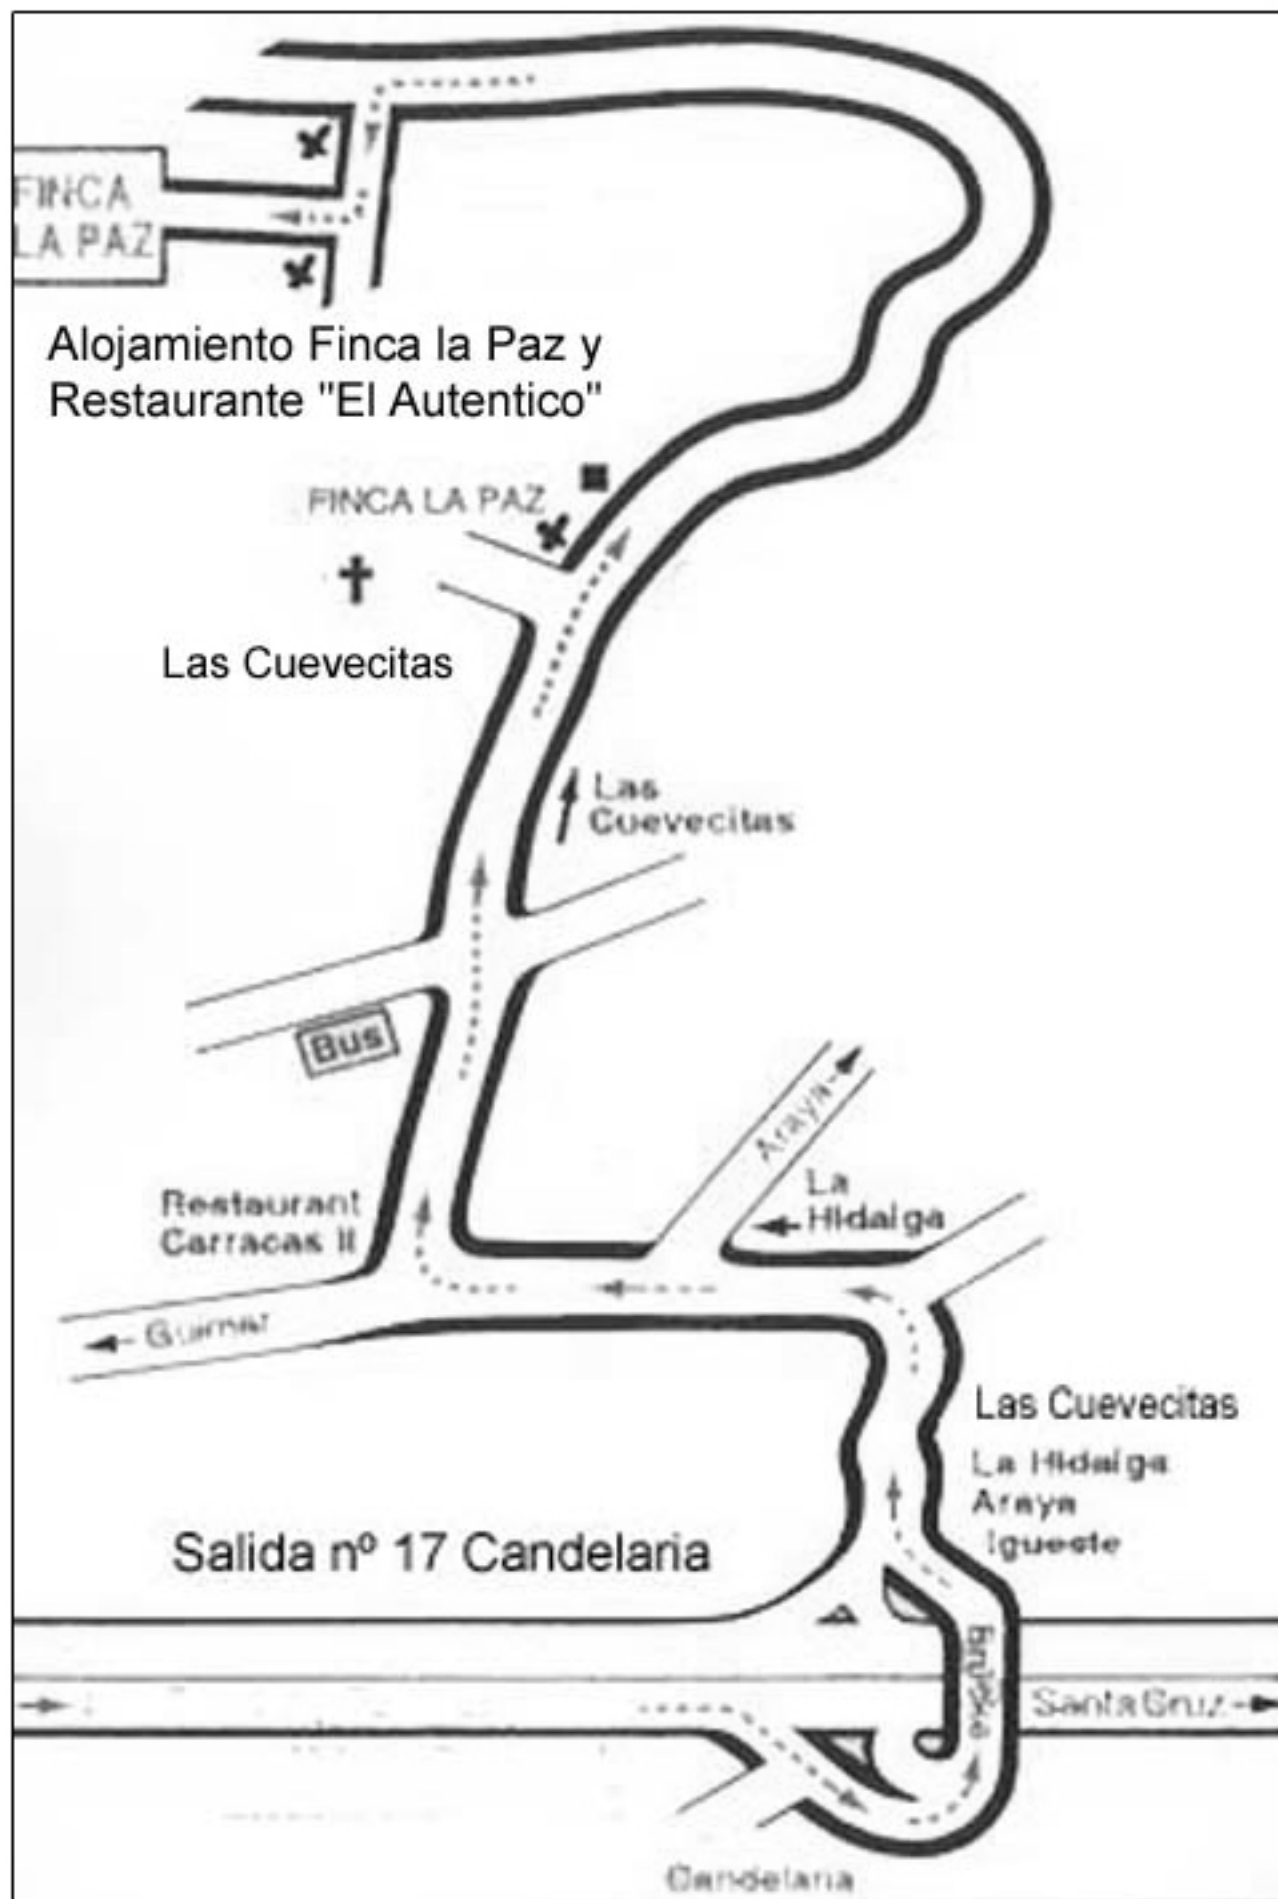 FINCA
LA PAZ
Alojamiento Finca la Paz y
Restaurante "El Autentico"
FINCA LA PAZ
Las Cuevecitas
Las
Cuevecitas
Bus
Araya
La
Hidalga
Restaurant
Carracas II
Guimar
Las Cuevecitas
La Hidalga
Araya
Igueste
Salida nº 17 Candelaria
Santa Cruz
Candelaria